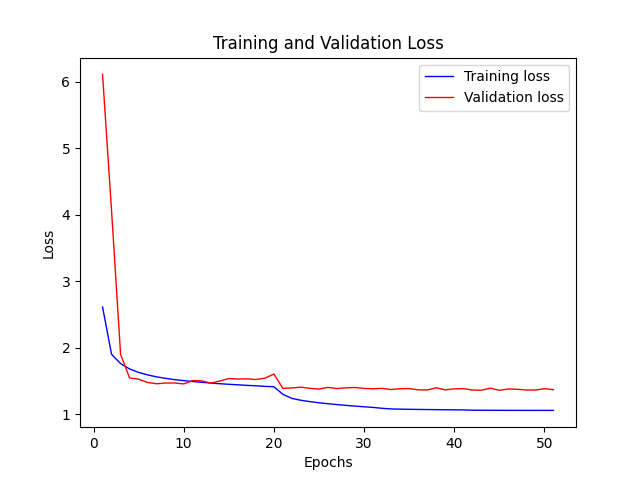 Training and Validation Loss
Training loss
Validation loss
6
5
4
3
2
1
Loss
0 10 20 30 40 50
Epochs